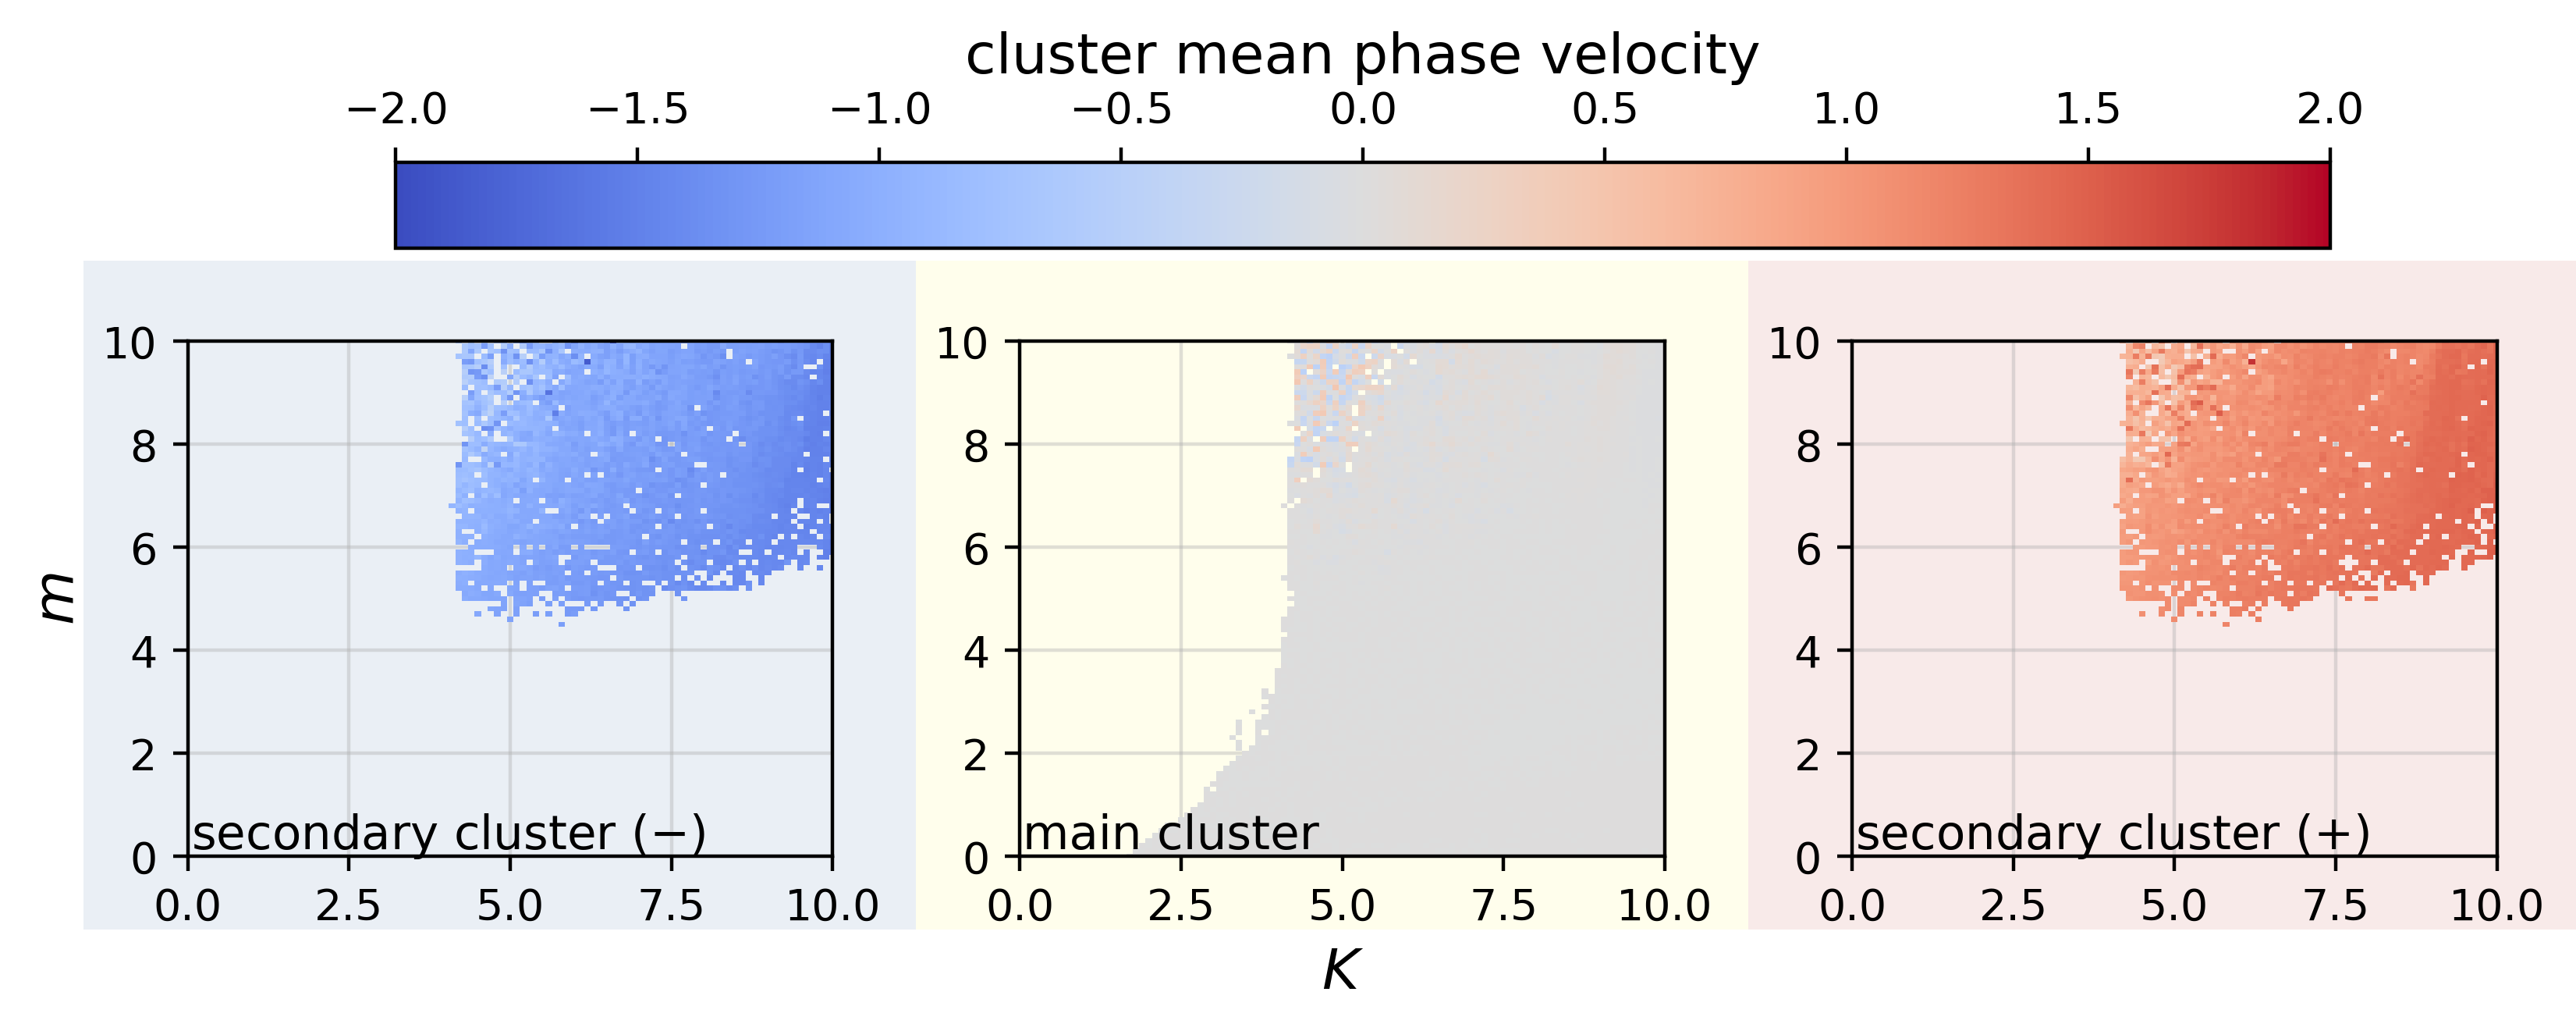 cluster mean phase velocity
−2.0 −1.5 −1.0 −0.5 0.0 0.5 1.0 1.5 2.0
10 10 10
8 8 8
6 6 6
m
4 4 4
2 2 2
secondary cluster (−) main cluster secondary cluster (+)
0 0 0
0.0 2.5 5.0 7.5 10.0 0.0 2.5 5.0 7.5 10.0 0.0 2.5 5.0 7.5 10.0
K